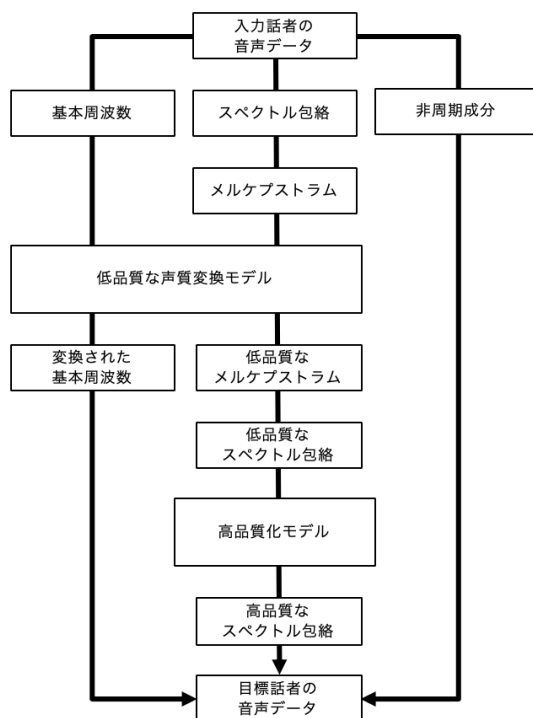 入力話者の
音声データ
基本周波数
スペクトル包絡
非周期成分
メルケプストラム
低品質な声質変換モデル
変換された
基本周波数
低品質な
メルケプストラム
低品質な
スペクトル包絡
高品質化モデル
高品質な
スペクトル包絡
目標話者の
音声データ